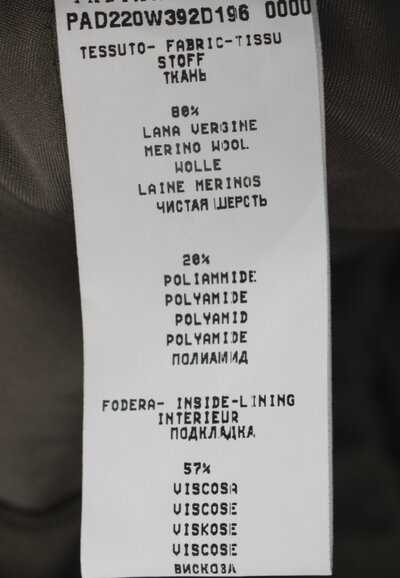 PAD220W392D196 0000
TESSUTO- FABRIC-TISSU
STOFF
ТКАНЬ
80%
LANA VERGINE
MERINO WOOL.
WOLLE
LAINE MERINOS
ЧИСТАЯ ШЕРСТЬ
20%
POLIAMMIDE
POLYAMIDE
POLYAMID
POLYAMIDE
ПОЛИАМИД
FODERA- INSIDE-LINING
INTERIEUR
ПОДКЛАДКА
57%
VISCOSA
VISCOSE
VISKOSE
VISCOSE
ВИСКОЗА